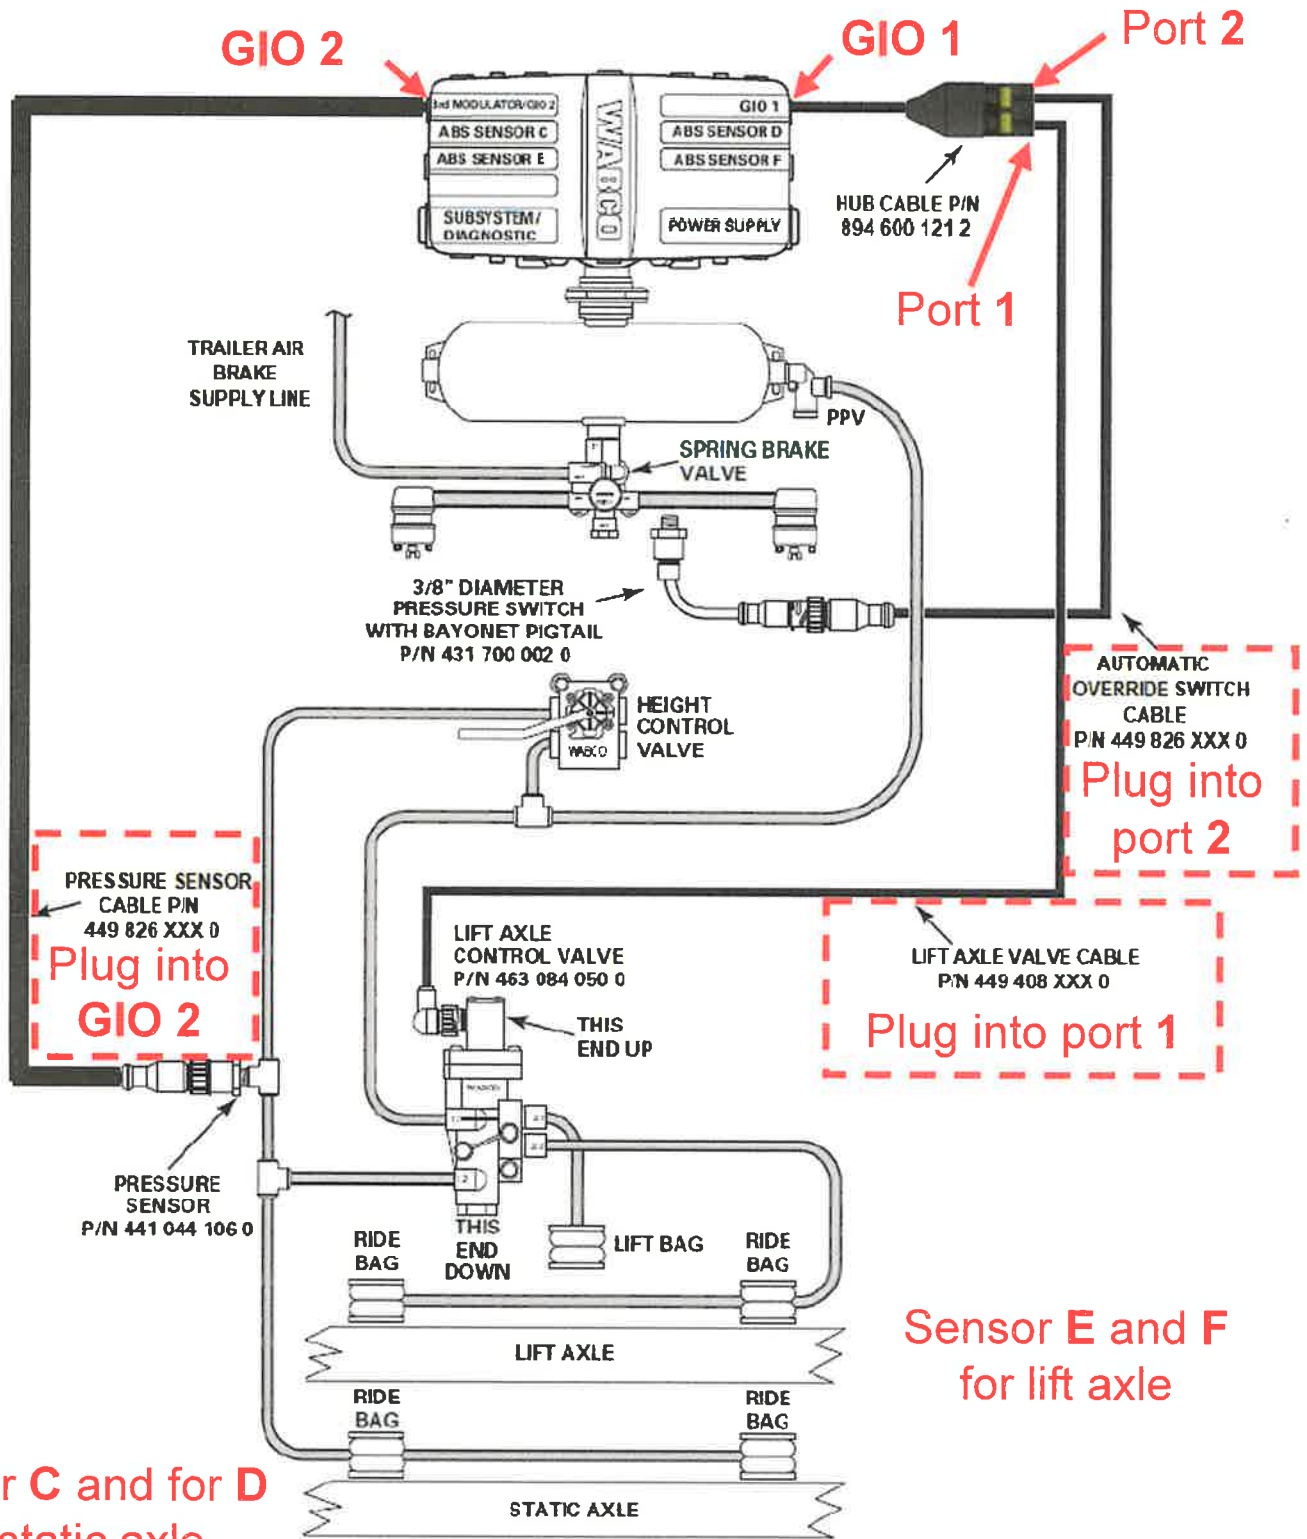 GIO 2
GIO 1
Port 2
3rd MODULATOR/GIO 2
ABS SENSOR C
ABS SENSOR E
SUBSYSTEM/
DIAGNOSTIC
WABCO
GIO 1
ABS SENSOR D
ABS SENSOR F
POWER SUPPLY
HUB CABLE P/N
894 600 121 2
Port 1
TRAILER AIR
BRAKE
SUPPLY LINE
PPV
SPRING BRAKE
VALVE
3/8" DIAMETER
PRESSURE SWITCH
WITH BAYONET PIGTAIL
P/N 431 700 002 0
AUTOMATIC
OVERRIDE SWITCH
CABLE
P/N 449 826 XXX 0
Plug into
port 2
HEIGHT
CONTROL
VALVE
WABCO
PRESSURE SENSOR
CABLE P/N
449 826 XXX 0
Plug into
GIO 2
LIFT AXLE
CONTROL VALVE
P/N 463 084 050 0
THIS
END UP
LIFT AXLE VALVE CABLE
P/N 449 408 XXX 0
Plug into port 1
PRESSURE
SENSOR
P/N 441 044 106 0
THIS
END
DOWN
LIFT BAG
RIDE
BAG
RIDE
BAG
LIFT AXLE
Sensor E and F
for lift axle
RIDE
BAG
RIDE
BAG
STATIC AXLE
r C and for D
static axle